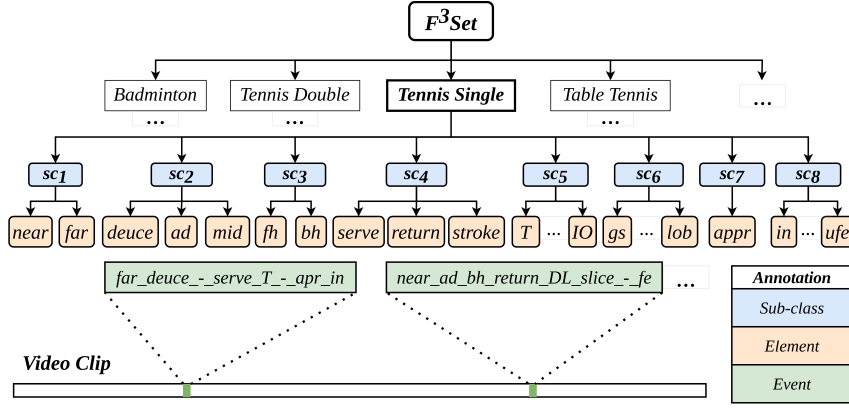 F³Set
Badminton
Tennis Double
Tennis Single
Table Tennis
...
...
...
...
sc₁
sc₂
sc₃
sc₄
sc₅
sc₆
sc₇
sc₈
near
far
deuce
ad
mid
fh
bh
serve
return
stroke
T
...
IO
gs
...
lob
appr
in
...
ufe
far_deuce_-_serve_T_-_apr_in
near_ad_bh_return_DL_slice_-_fe
...
Annotation
Sub-class
Element
Event
Video Clip